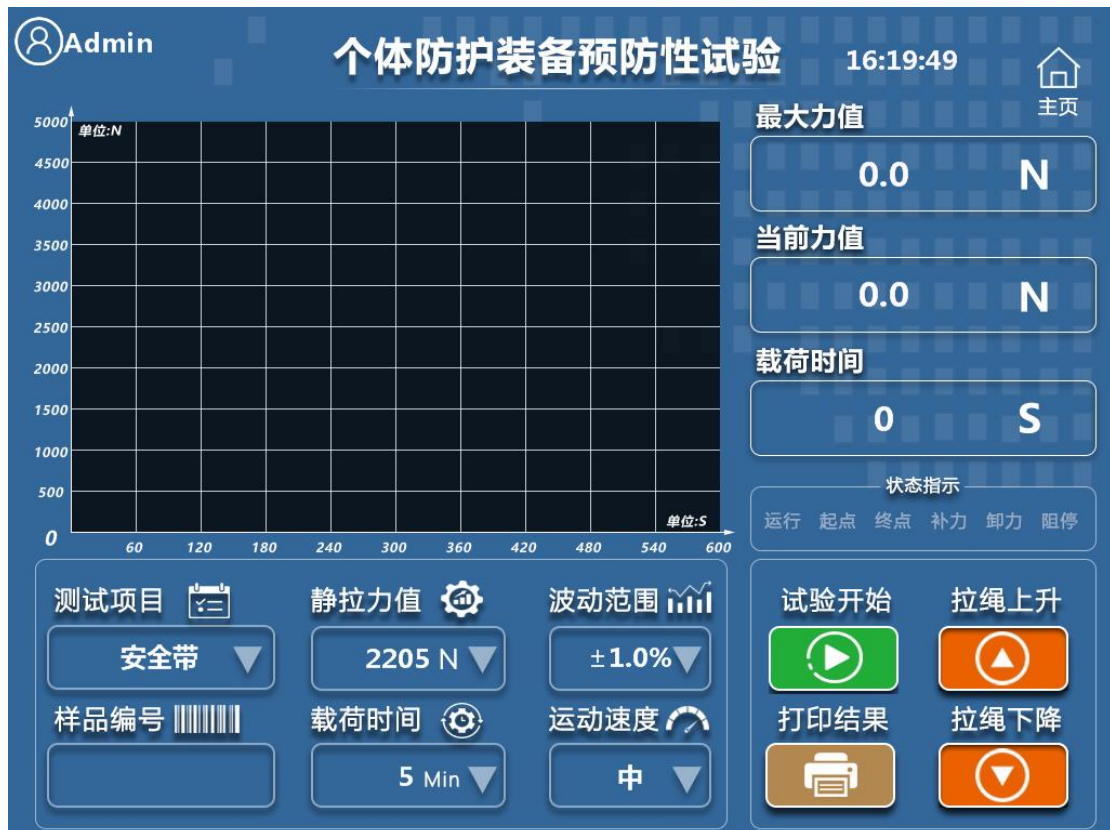 Admin
个体防护装备预防性试验
16:19:49
主页
单位:N
5000
4500
4000
3500
3000
2500
2000
1500
1000
500
0
60 120 180 240 300 360 420 480 540 600
单位:S
最大力值
0.0 N
当前力值
0.0 N
载荷时间
0 S
状态指示
运行 起点 终点 补力 卸力 阻停
测试项目 静拉力值 波动范围
安全带 2205 N ±1.0%
样品编号 载荷时间 运动速度
5 Min 中
试验开始 拉绳上升
打印结果 拉绳下降